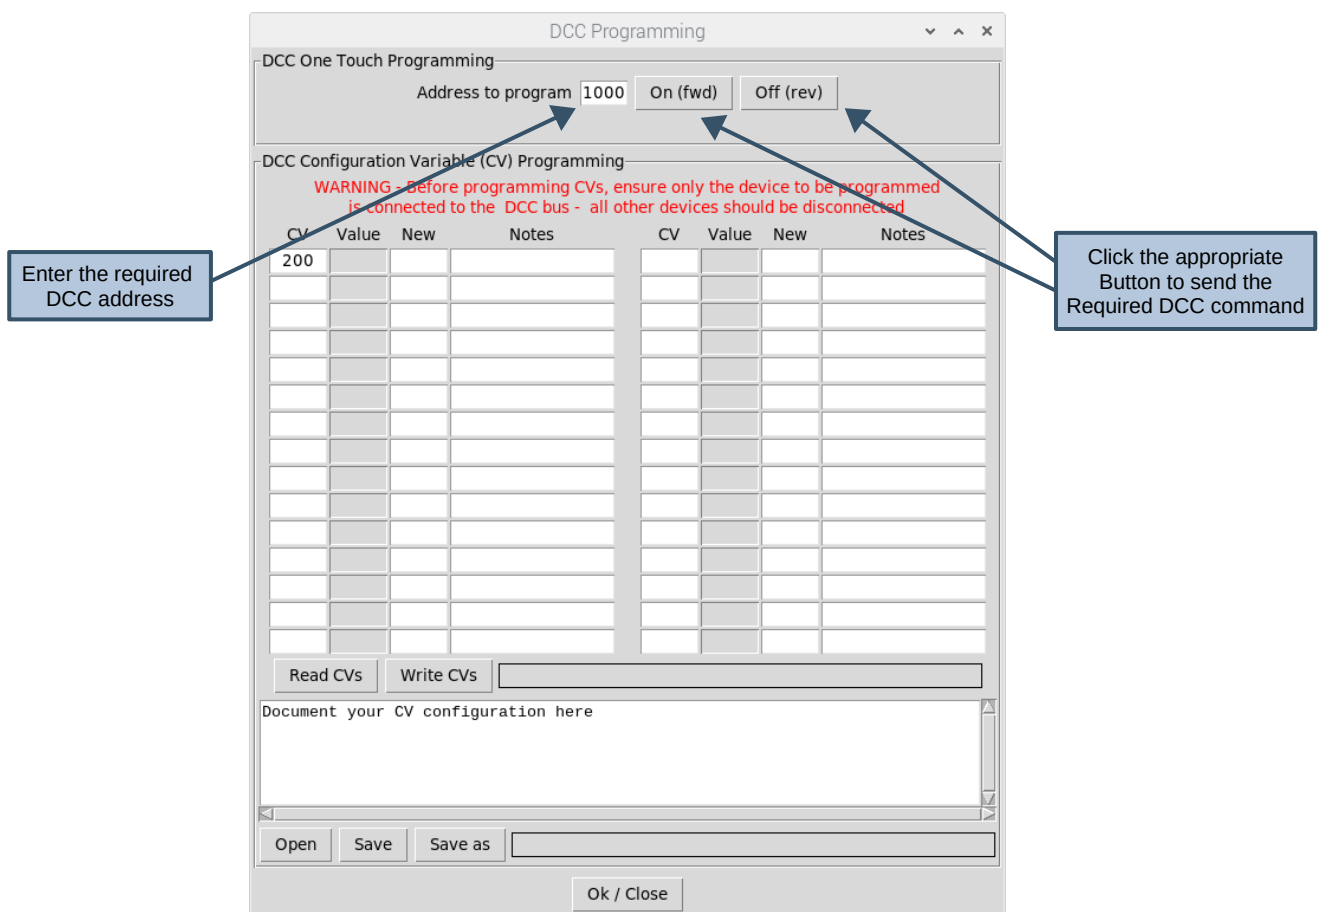 DCC Programming
DCC One Touch Programming
Address to program 1000 On (fwd) Off (rev)
DCC Configuration Variable (CV) Programming
WARNING - Before programming CVs, ensure only the device to be programmed
is connected to the DCC bus - all other devices should be disconnected
CV Value New Notes CV Value New Notes
200
Enter the required
DCC address
Click the appropriate
Button to send the
Required DCC command
Read CVs Write CVs
Document your CV configuration here
Open Save Save as
Ok / Close